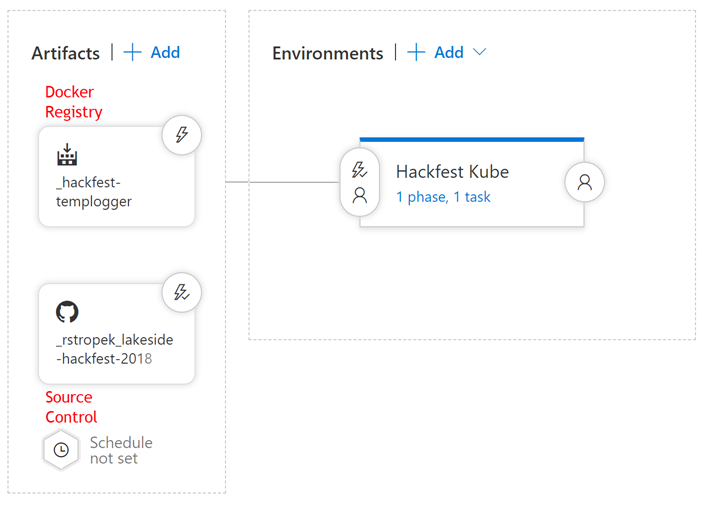 Artifacts | + Add
Docker
Registry
_hackfest-
templogger
_rstropek_lakeside
-hackfest-2018
Source
Control
Schedule
not set
Environments | + Add
Hackfest Kube
1 phase, 1 task